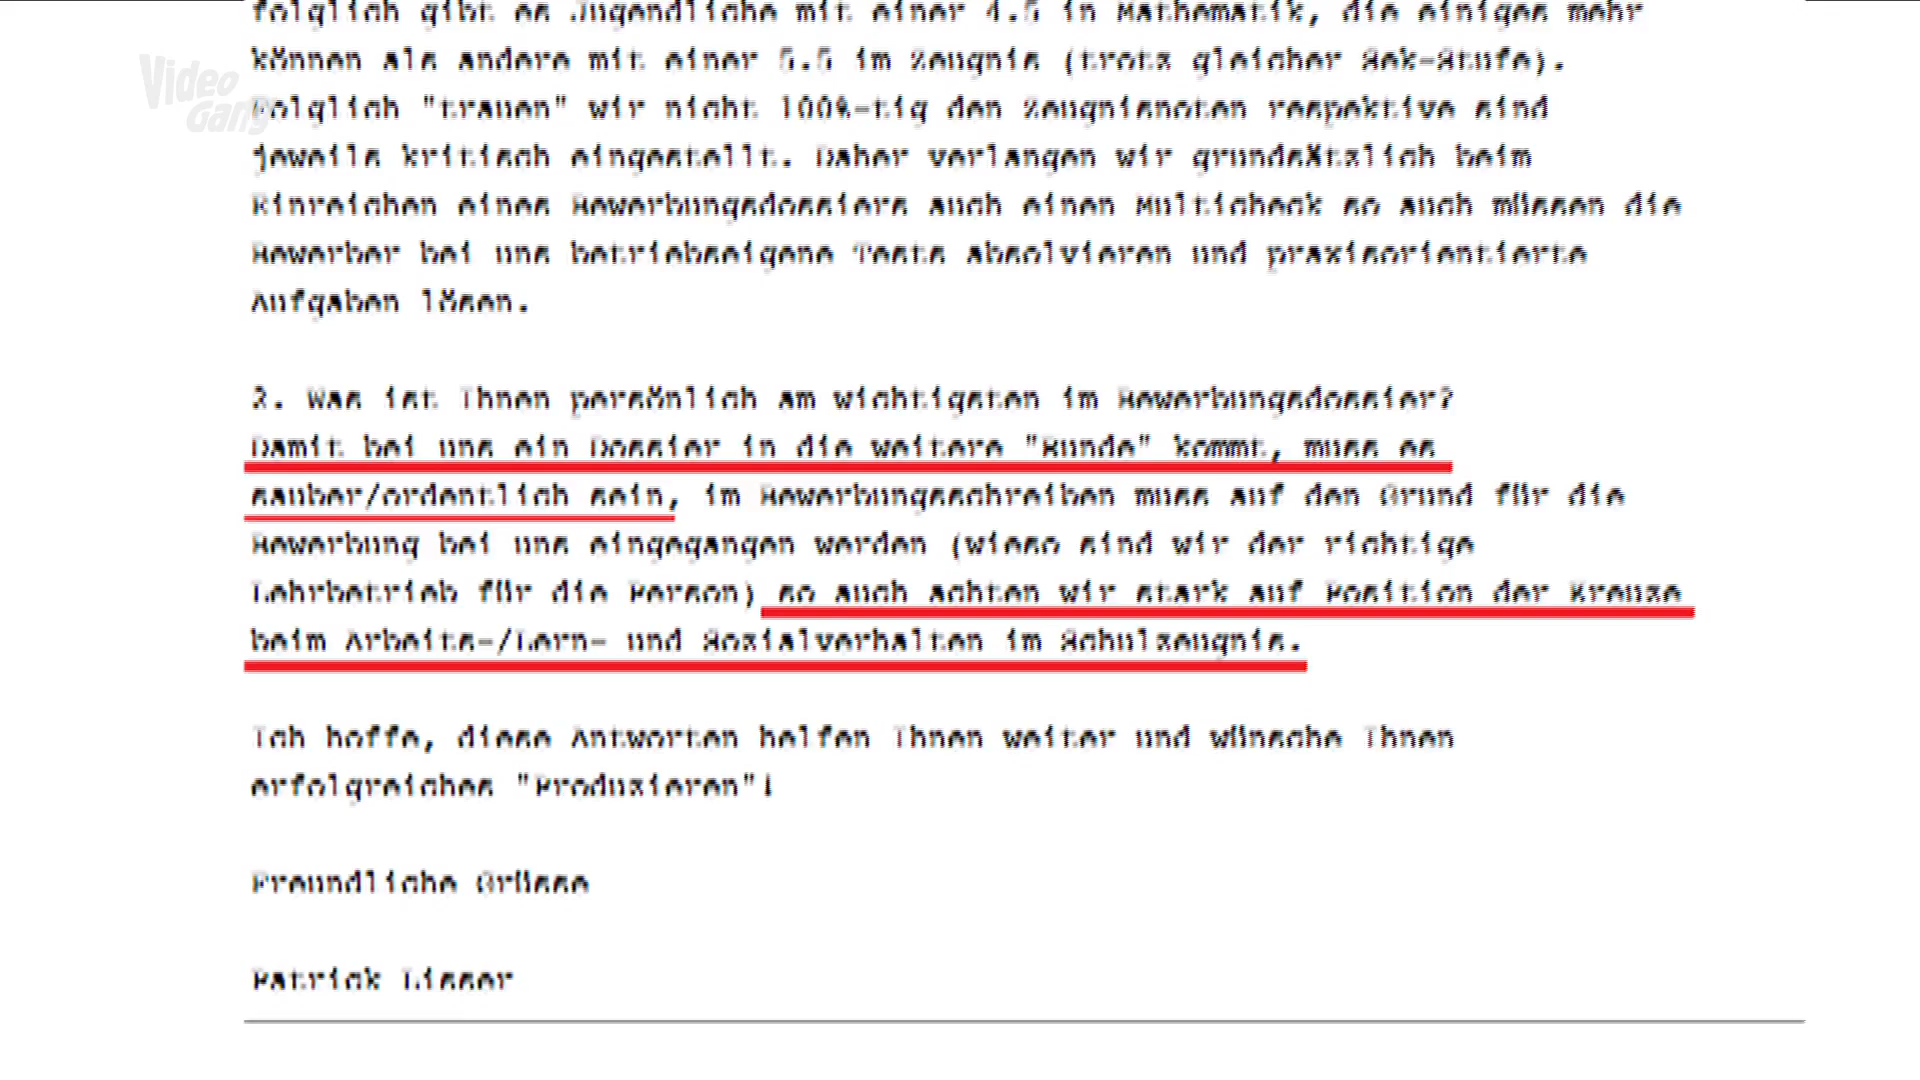 folglich gibt es Jugendliche mit einer 4.5 in Mathematik, die einiges mehr
können als andere mit einer 5.5 im Zeugnis (trotz gleicher Sek-Stufe).
Folglich "trauen" wir nicht 100%-tig den Zeugnisnoten respektive sind
jeweils kritisch eingestellt. Daher verlangen wir grundsätzlich beim
Einreichen eines Bewerbungsdossiers auch einen Multicheck so auch müssen die
Bewerber bei uns betriebseigene Tests absolvieren und praxisorientierte
Aufgaben lösen.
2. Was ist Ihnen persönlich am wichtigsten im Bewerbungsdossier?
Damit bei uns ein Dossier in die weitere "Runde" kommt, muss es
sauber/ordentlich sein, im Bewerbungsschreiben muss auf den Grund für die
Bewerbung bei uns eingegangen werden (wieso sind wir der richtige
Lehrbetrieb für die Person) so auch achten wir stark auf Position der Kreuze
beim Arbeits-/Lern- und Sozialverhalten im Schulzeugnis.
Ich hoffe, diese Antworten helfen Ihnen weiter und wünsche Ihnen
erfolgreiches "Produzieren"!
Freundliche Grüsse
Patrick Lisser
Video
Gang